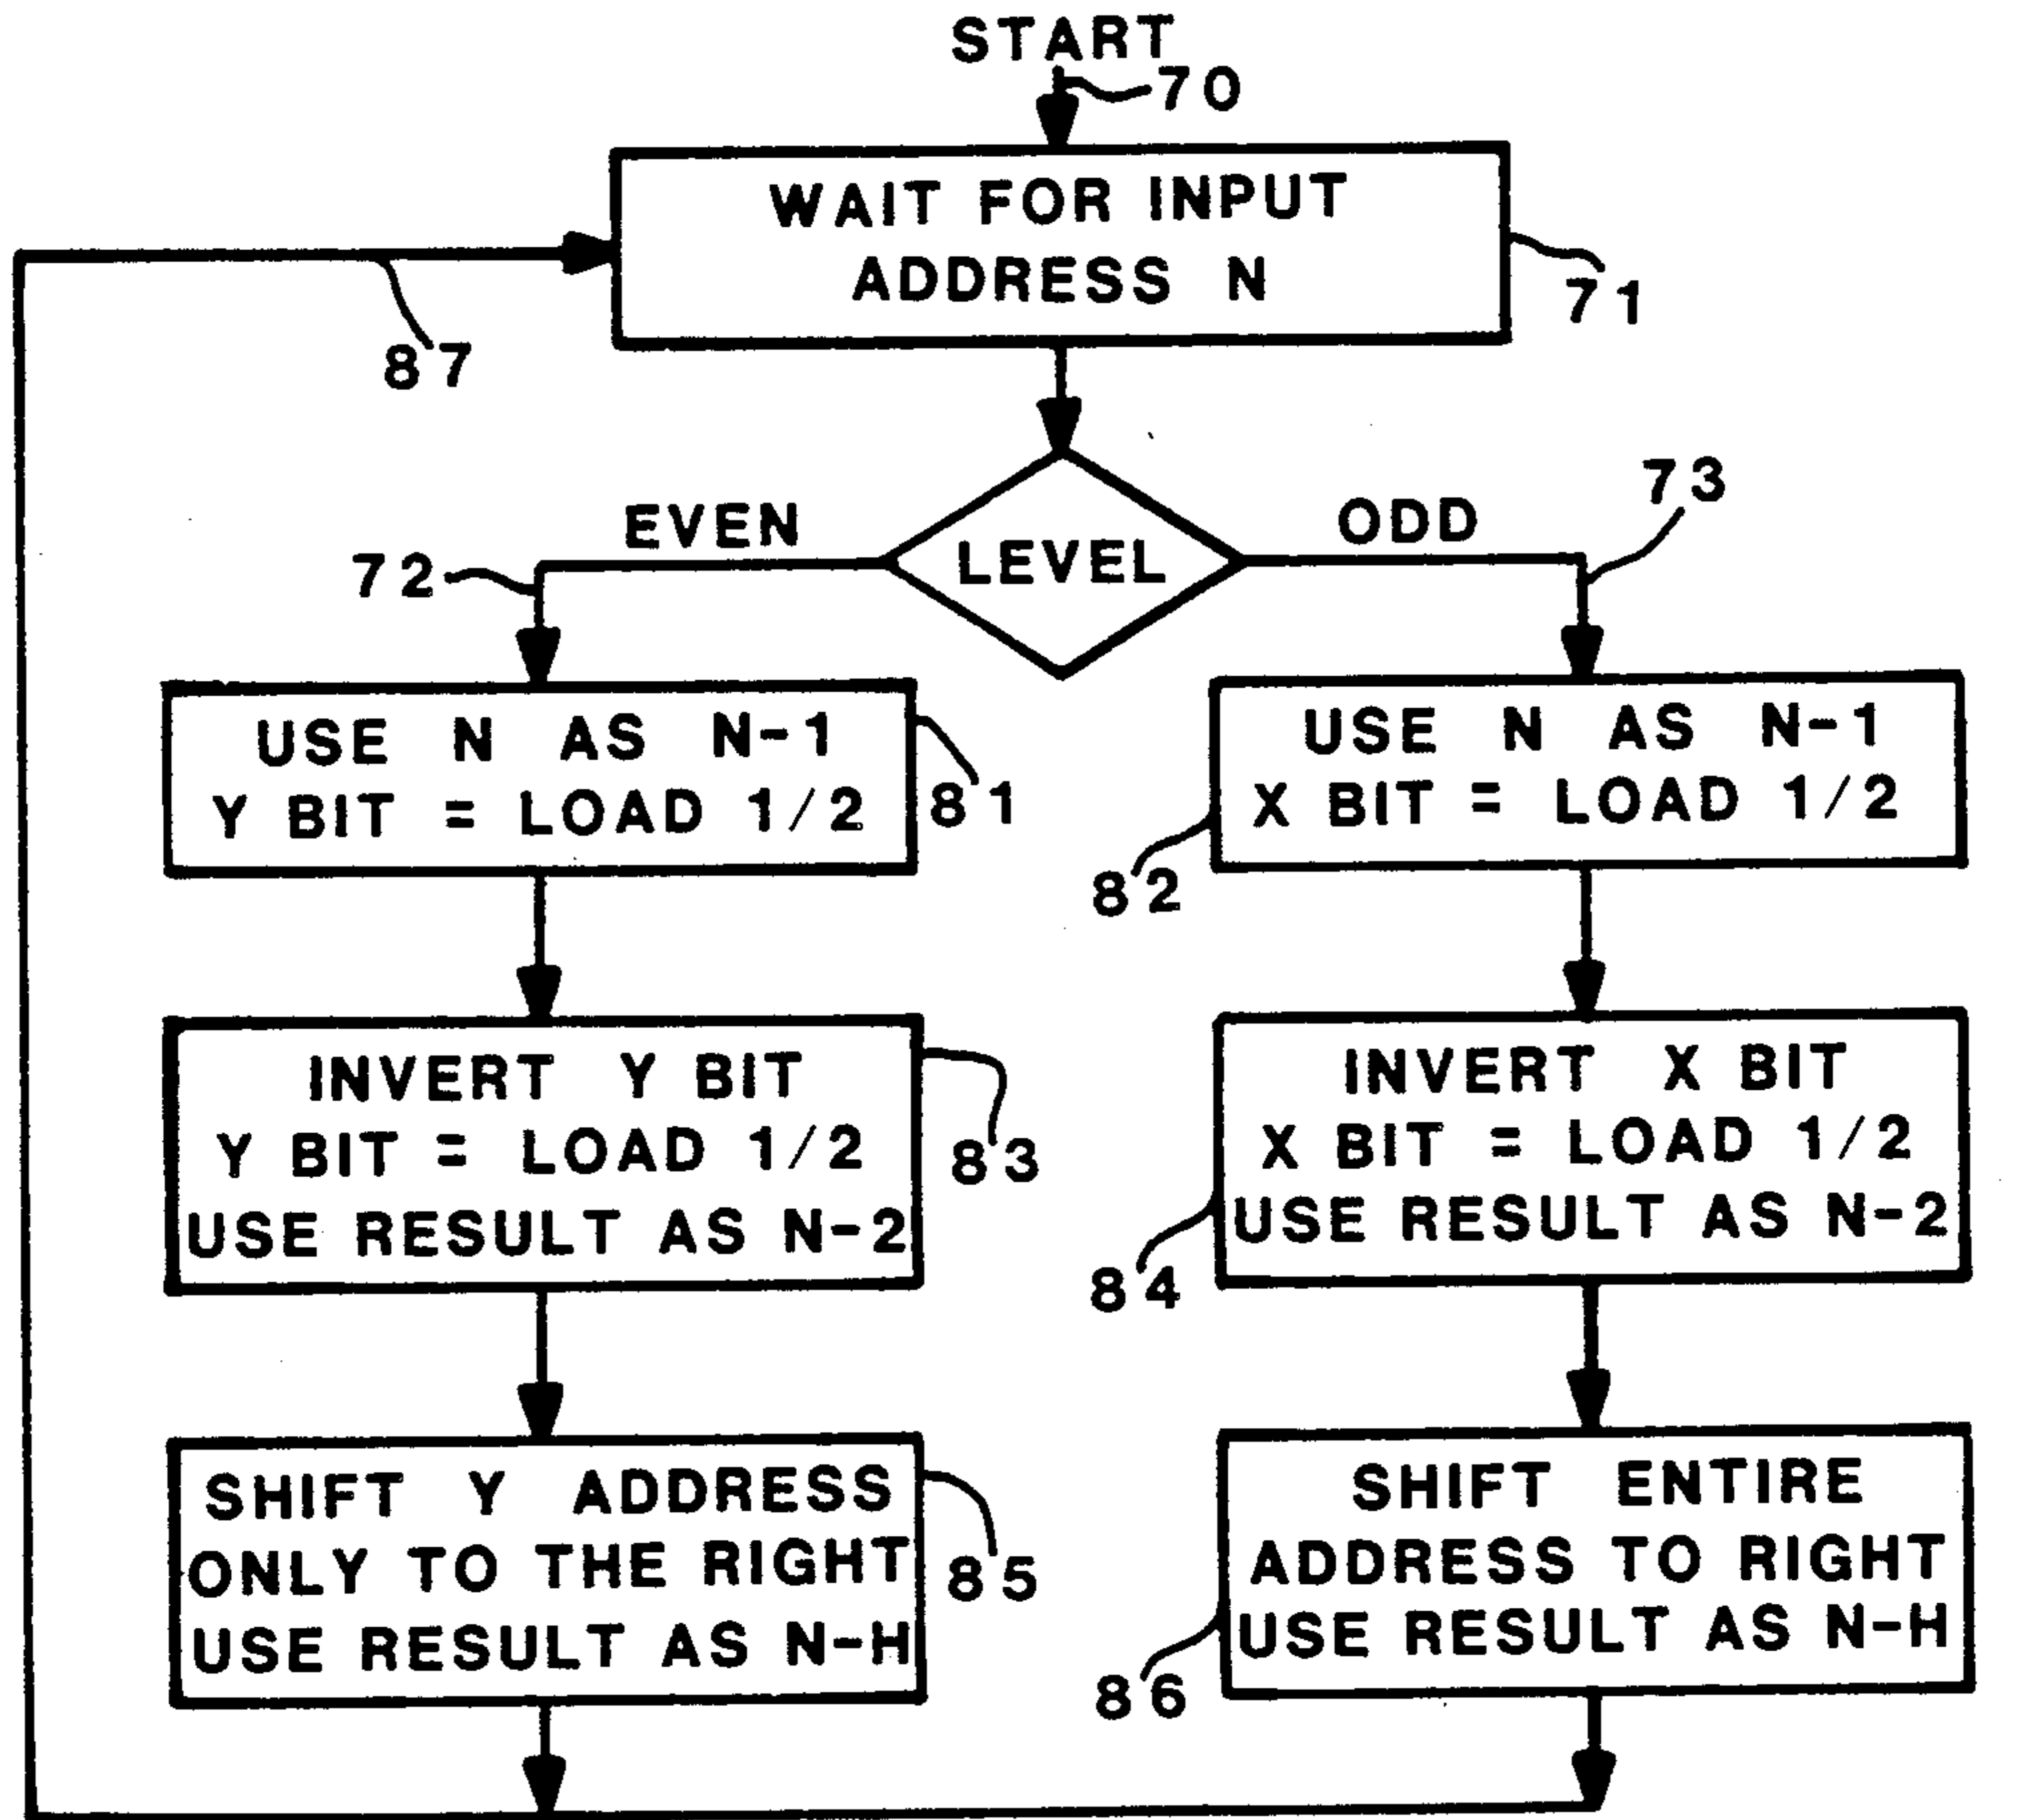 START
70
WAIT FOR INPUT
ADDRESS N
71
87
EVEN
ODD
73
72
LEVEL
USE N AS N-1
Y BIT = LOAD 1/2
81
USE N AS N-1
X BIT = LOAD 1/2
82
INVERT Y BIT
Y BIT = LOAD 1/2
USE RESULT AS N-2
83
INVERT X BIT
X BIT = LOAD 1/2
USE RESULT AS N-2
84
SHIFT Y ADDRESS
ONLY TO THE RIGHT
USE RESULT AS N-H
85
SHIFT ENTIRE
ADDRESS TO RIGHT
USE RESULT AS N-H
86